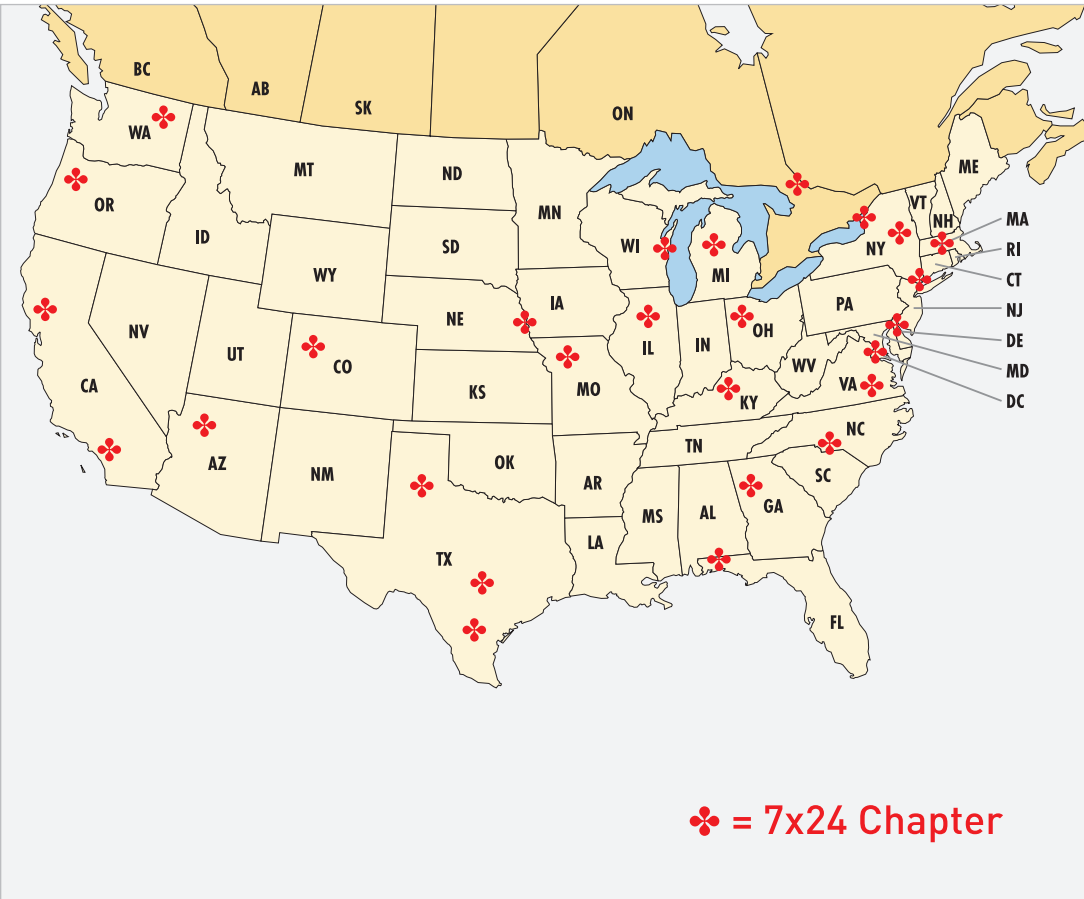 BC
AB
SK
ON
WA
MT
ND
MN
ME
VT
NH
MA
OR
ID
SD
WI
MI
NY
RI
WY
CT
IA
PA
NJ
NV
NE
OH
DE
UT
CO
IL
IN
WV
MD
CA
KS
MO
KY
VA
DC
NC
AZ
NM
OK
TN
AR
SC
MS
AL
GA
TX
LA
FL
= 7x24 Chapter